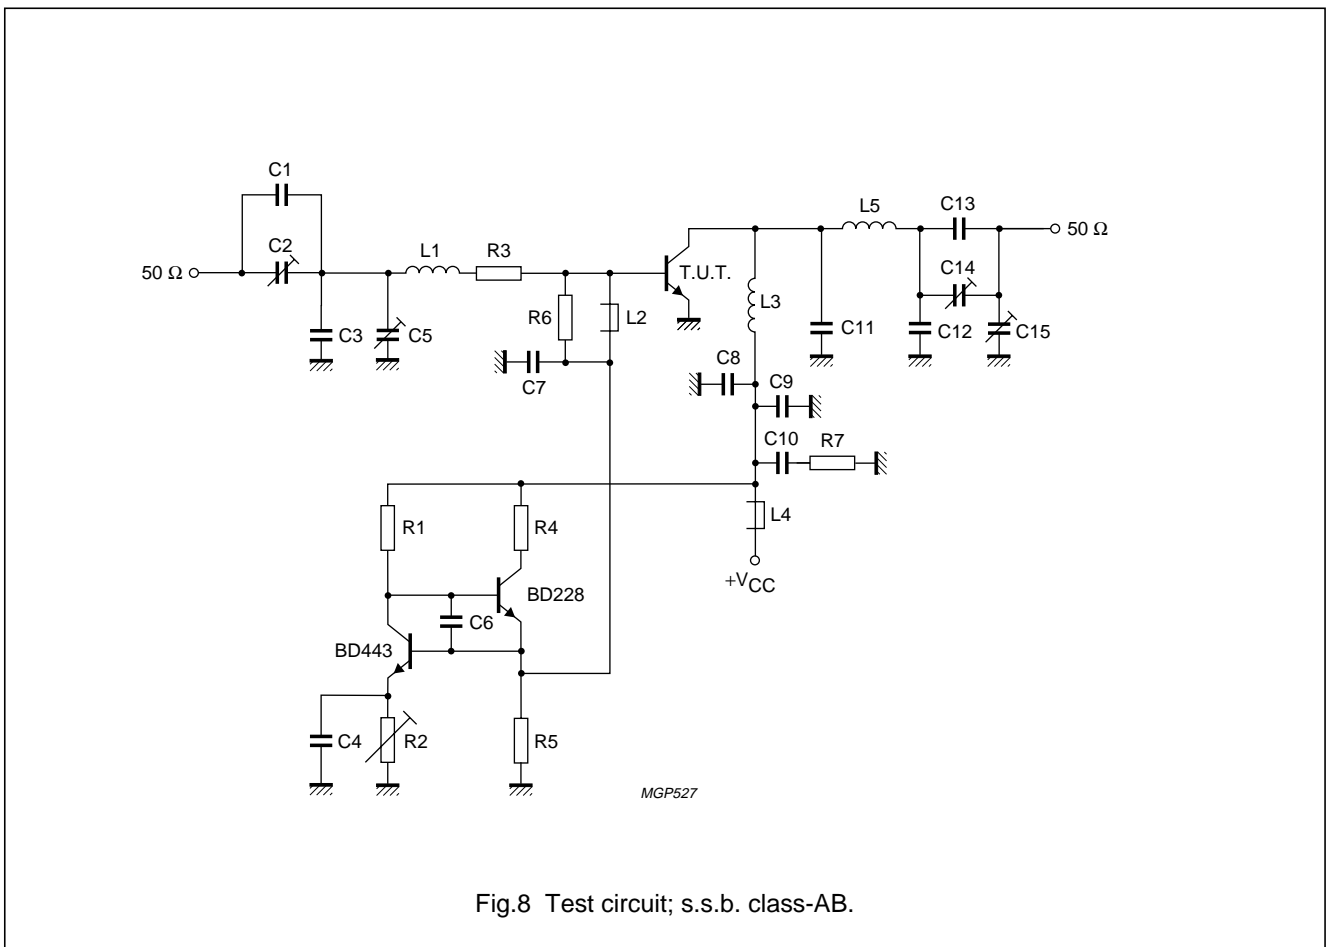 C1
C2
50 Ω
L1
R3
C3
C5
R6
L2
C7
T.U.T.
L3
C8
C9
C10
R7
L4
+VCC
C11
L5
C13
50 Ω
C14
C12
C15
R1
R4
BD228
C6
BD443
C4
R2
R5
MGP527
Fig.8 Test circuit; s.s.b. class-AB.